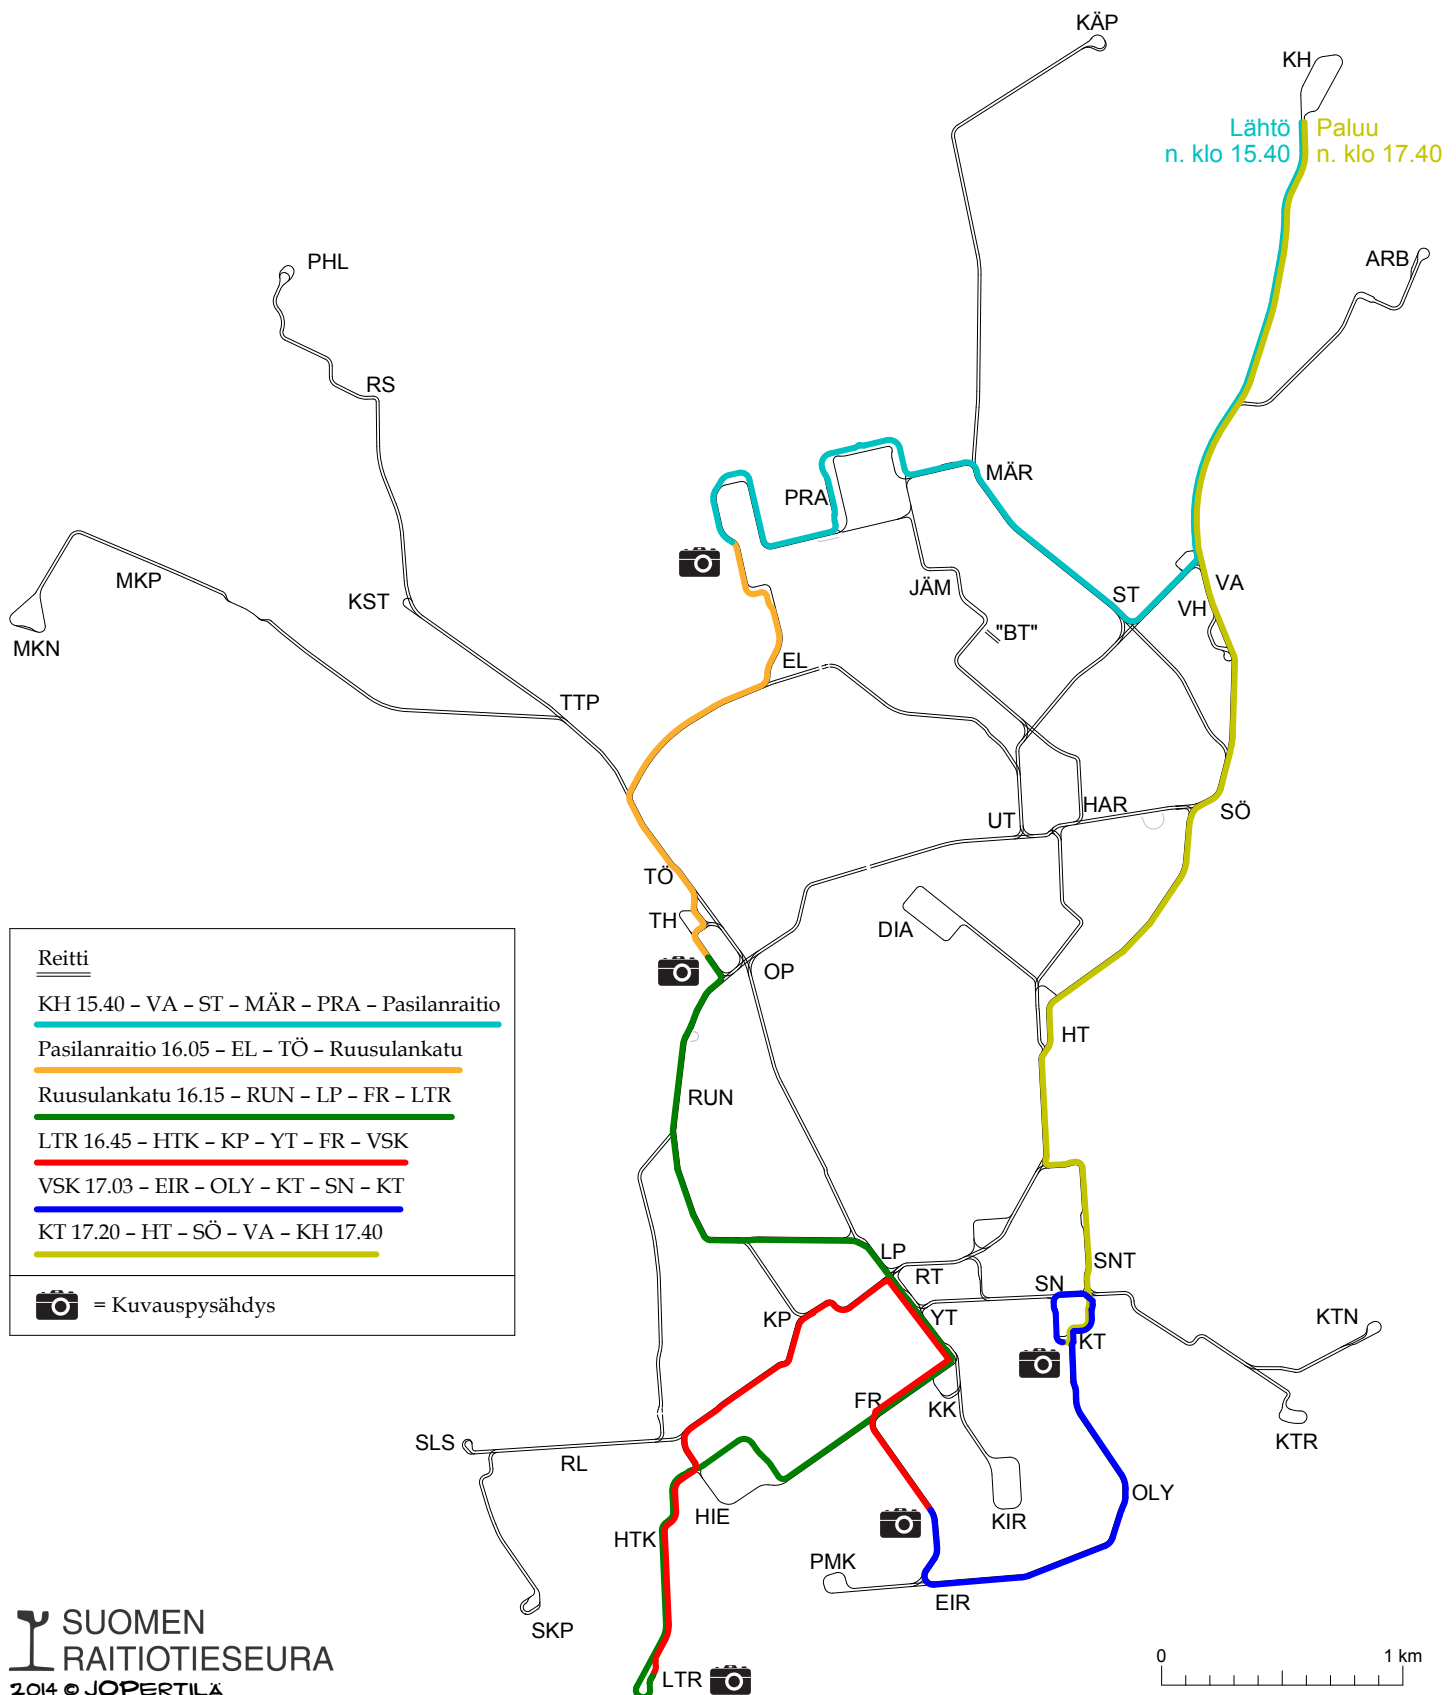 KÄP
KH
Lähtö
n. klo 15.40
Paluu
n. klo 17.40
ARB
PHL
RS
MÄR
PRA
MKP
KST
JÄM
ST
VA
VH
"BT"
MKN
EL
TTP
UT
HAR
SÖ
TÖ
TH
DIA
OP
HT
RUN
LP
RT
SNT
SN
KP
YT
KT
KTN
FR
KK
KTR
SLS
RL
OLY
HIE
KIR
HTK
PMK
EIR
SKP
LTR
Reitti
KH 15.40 – VA – ST – MÄR – PRA – Pasilanraitio
Pasilanraitio 16.05 – EL – TÖ – Ruusulankatu
Ruusulankatu 16.15 – RUN – LP – FR – LTR
LTR 16.45 – HTK – KP – YT – FR – VSK
VSK 17.03 – EIR – OLY – KT – SN – KT
KT 17.20 – HT – SÖ – VA – KH 17.40
= Kuvauspysähdys
SUOMEN
RAITIOTIESEURA
2014 © JOPERTILÄ
0 1 km